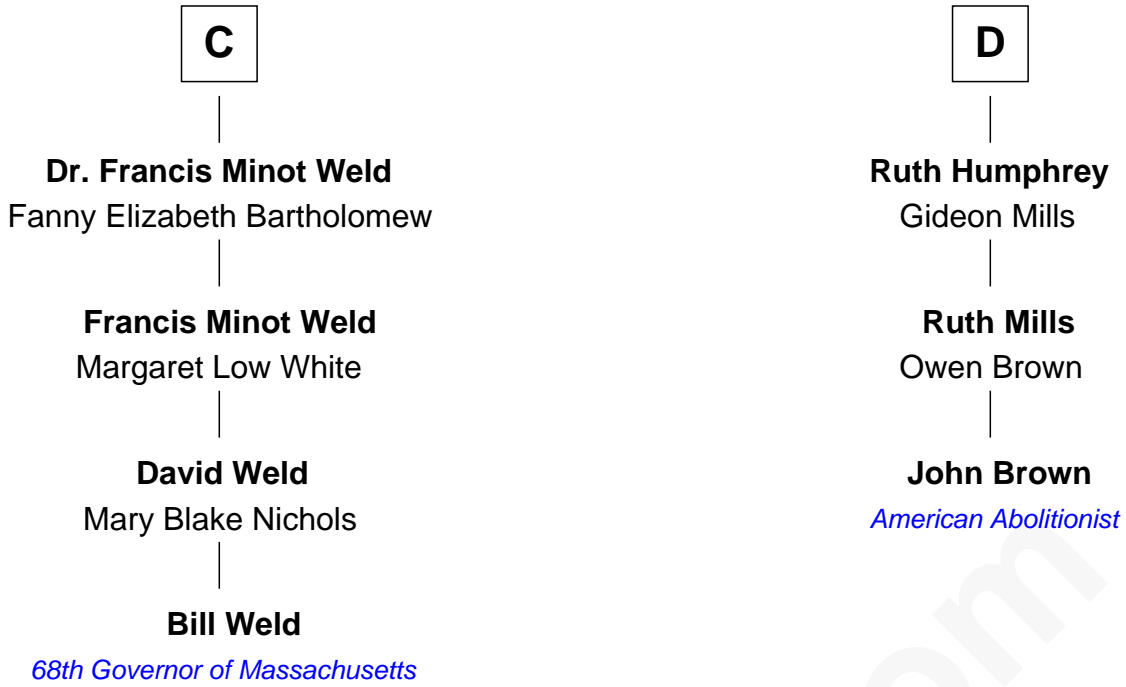 C
Dr. Francis Minot Weld
Fanny Elizabeth Bartholomew
Francis Minot Weld
Margaret Low White
David Weld
Mary Blake Nichols
Bill Weld
68th Governor of Massachusetts
D
Ruth Humphrey
Gideon Mills
Ruth Mills
Owen Brown
John Brown
American Abolitionist
om